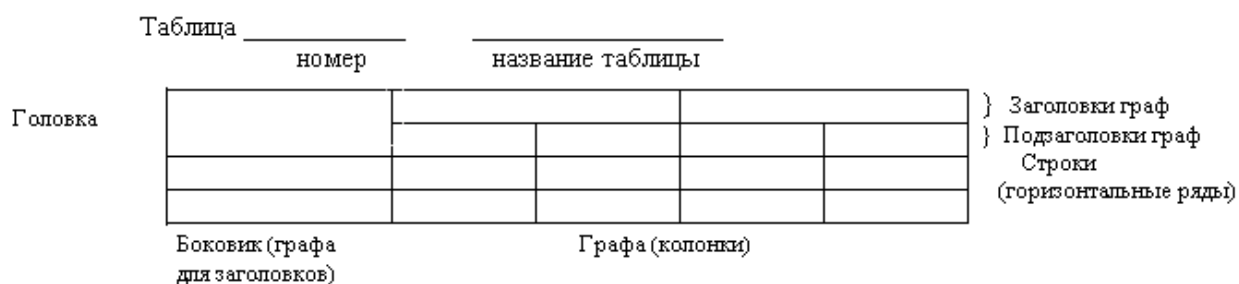 Таблица
номер название таблицы
Головка
} Заголовки граф
} Подзаголовки граф
Строки
(горизонтальные ряды)
Боковик (графа
для заголовков)
Графа (колонки)